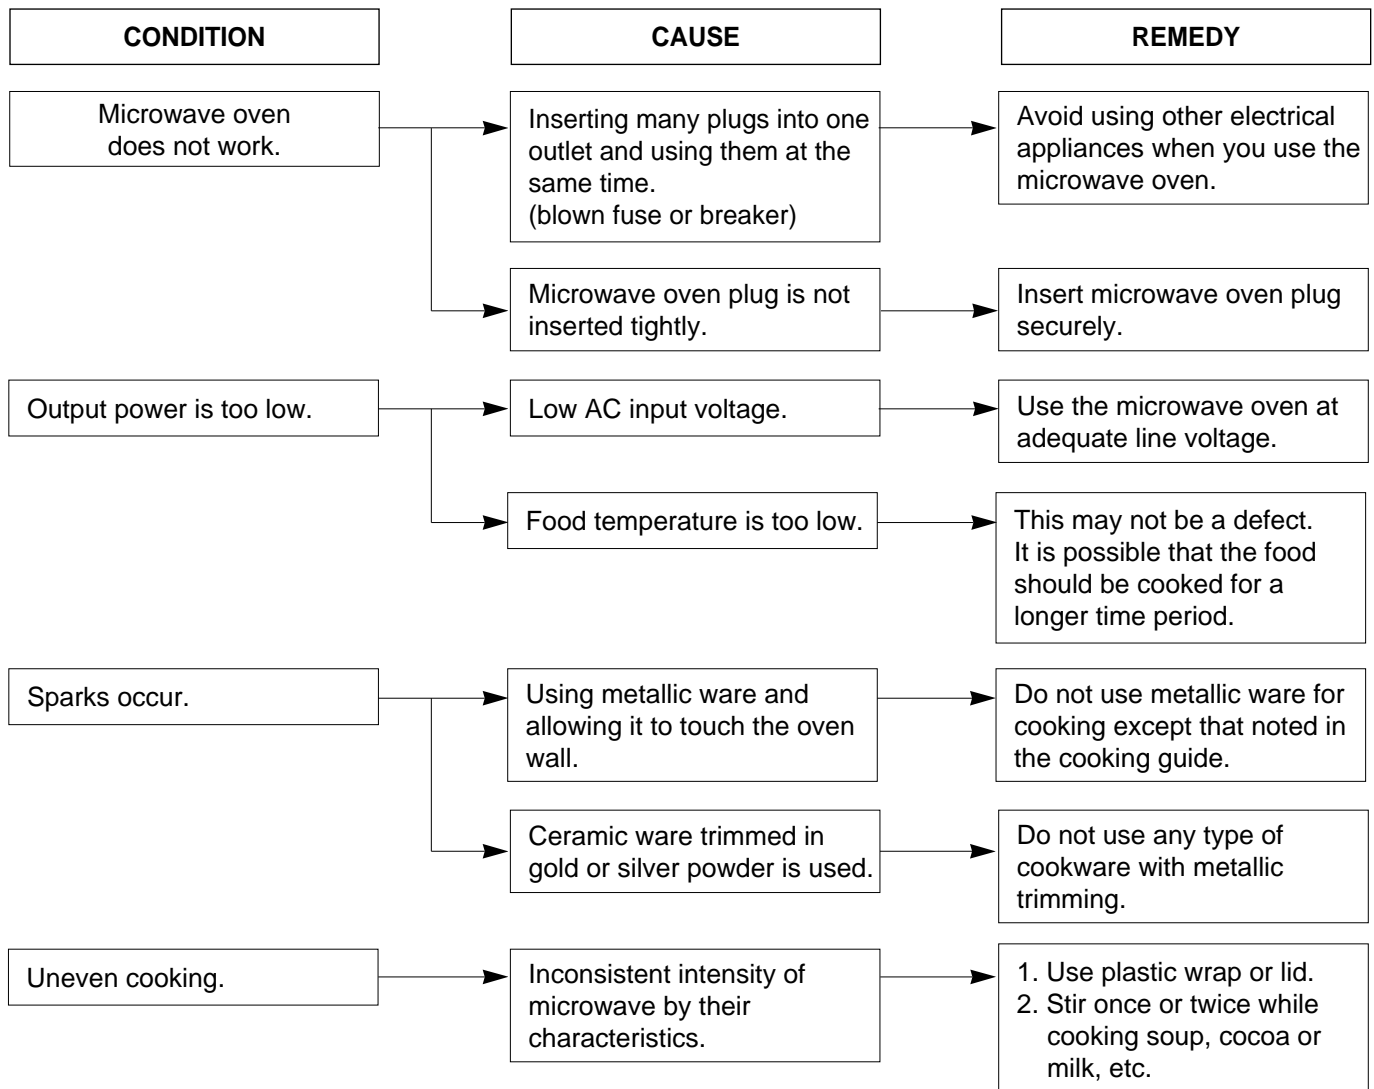 CONDITION
CAUSE
REMEDY
Microwave oven
does not work.
Inserting many plugs into one
outlet and using them at the
same time.
(blown fuse or breaker)
Avoid using other electrical
appliances when you use the
microwave oven.
Microwave oven plug is not
inserted tightly.
Insert microwave oven plug
securely.
Output power is too low.
Low AC input voltage.
Use the microwave oven at
adequate line voltage.
Food temperature is too low.
This may not be a defect.
It is possible that the food
should be cooked for a
longer time period.
Sparks occur.
Using metallic ware and
allowing it to touch the oven
wall.
Do not use metallic ware for
cooking except that noted in
the cooking guide.
Ceramic ware trimmed in
gold or silver powder is used.
Do not use any type of
cookware with metallic
trimming.
Uneven cooking.
Inconsistent intensity of
microwave by their
characteristics.
1. Use plastic wrap or lid.
2. Stir once or twice while
cooking soup, cocoa or
milk, etc.